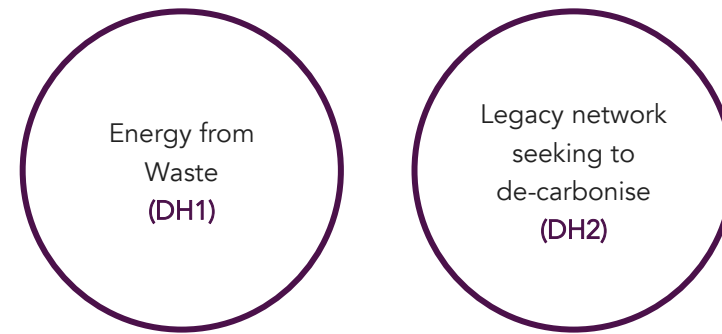 Energy from
Waste
(DH1)
Legacy network
seeking to
de-carbonise
(DH2)